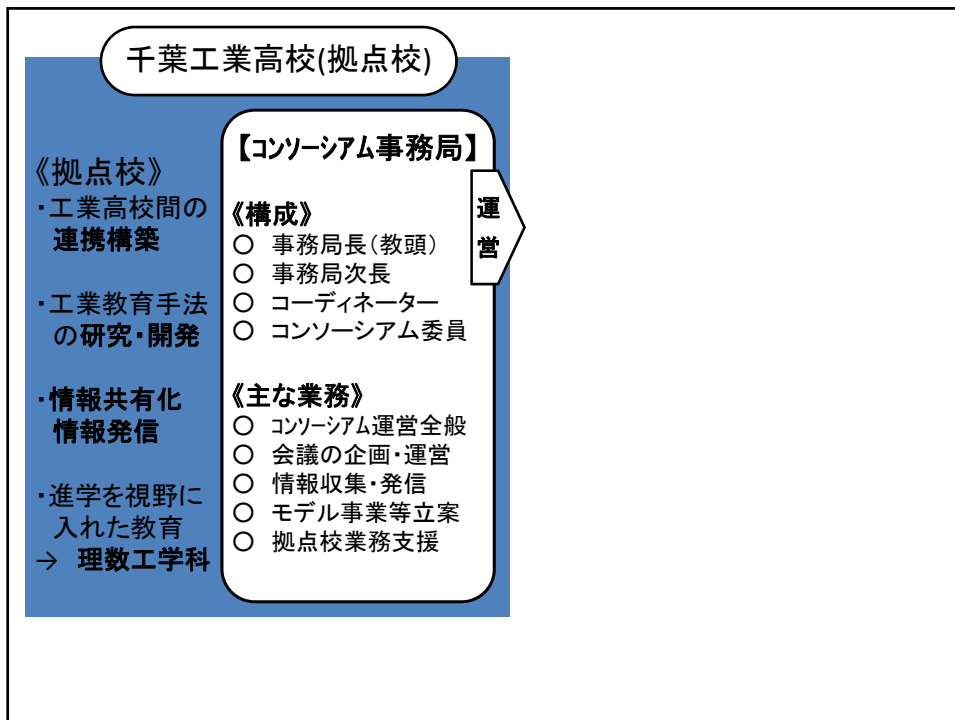 千葉工業高校(拠点校)
《拠点校》
・工業高校間の
連携構築
・工業教育手法
の研究・開発
・情報共有化
情報発信
・進学を視野に
入れた教育
→ 理数工学科
【コンソーシアム事務局】
《構成》
○ 事務局長(教頭)
○ 事務局次長
○ コーディネーター
○ コンソーシアム委員
《主な業務》
○ コンソーシアム運営全般
○ 会議の企画・運営
○ 情報収集・発信
○ モデル事業等立案
○ 拠点校業務支援
運
営